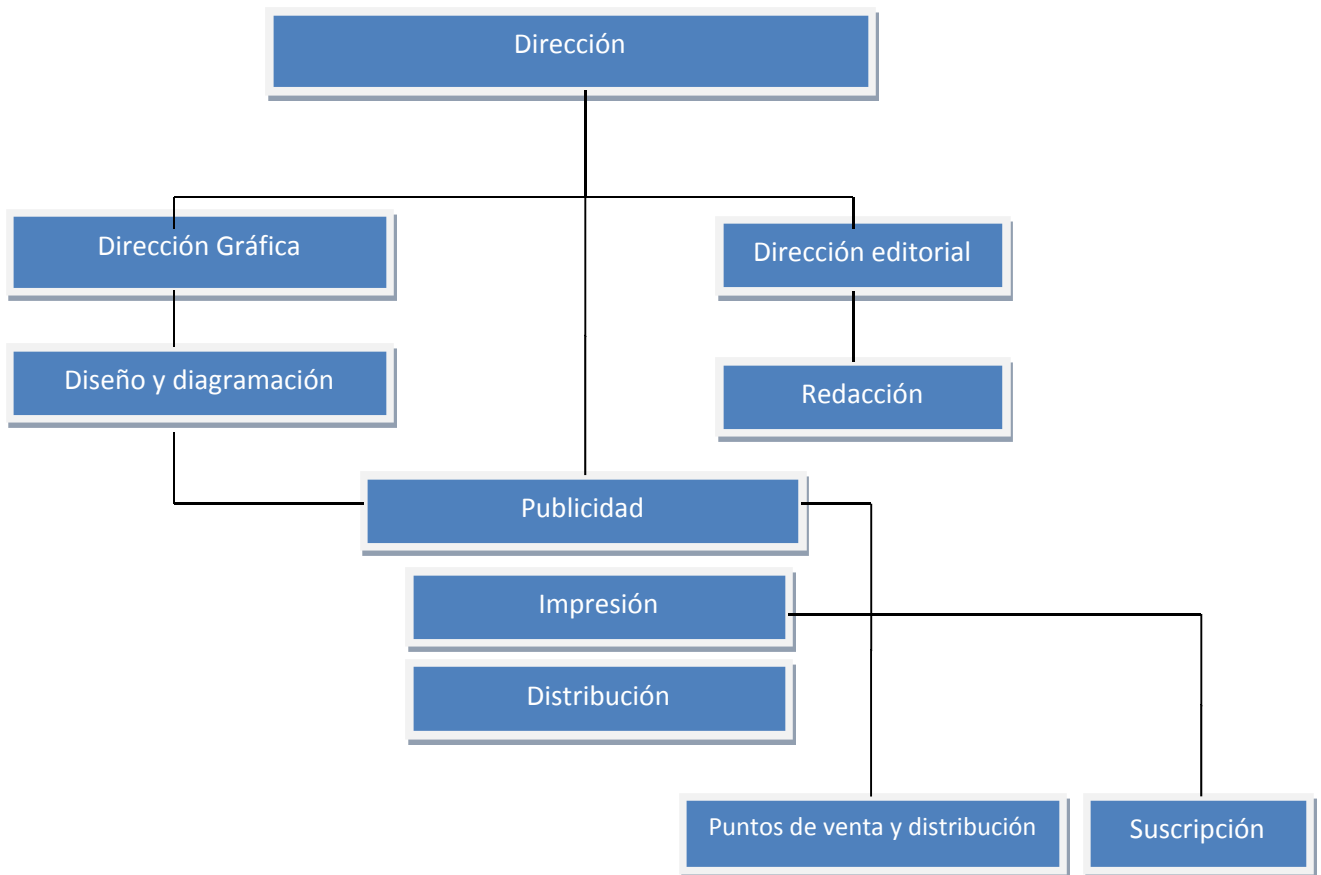 Dirección
Dirección Gráfica
Dirección editorial
Diseño y diagramación
Redacción
Publicidad
Impresión
Distribución
Puntos de venta y distribución
Suscripción